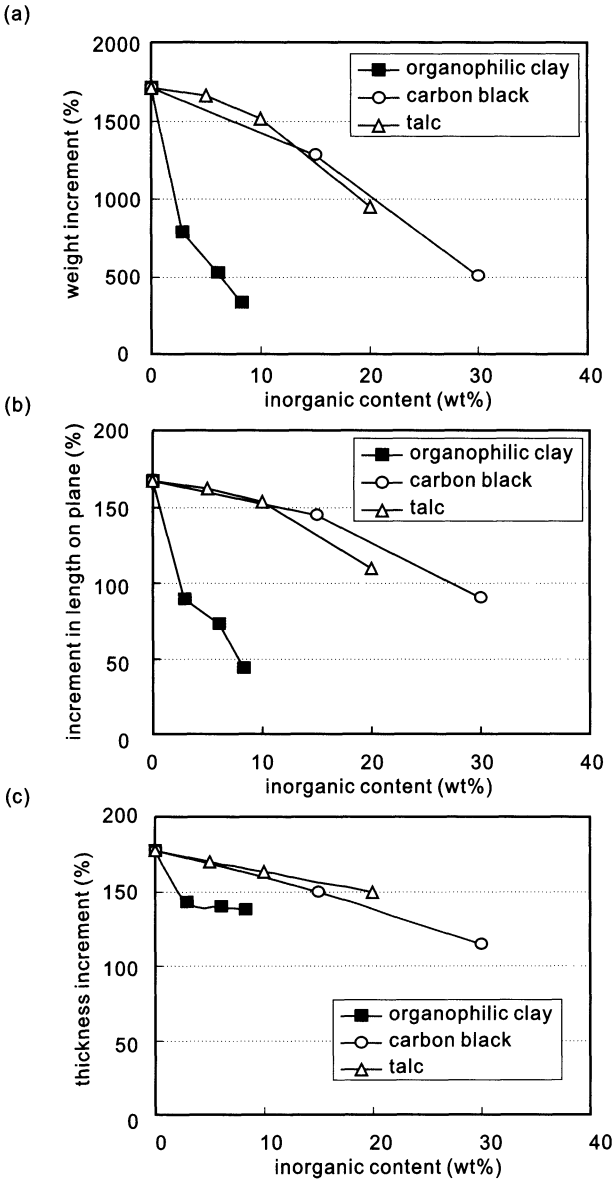 (a)
weight increment (%)
2000
1500
1000
500
0
organophilic clay
carbon black
talc
0 10 20 30 40
inorganic content (wt%)
(b)
increment in length on plane (%)
200
150
100
50
0
organophilic clay
carbon black
talc
0 10 20 30 40
inorganic content (wt%)
(c)
thickness increment (%)
200
150
100
50
0
organophilic clay
carbon black
talc
0 10 20 30 40
inorganic content (wt%)